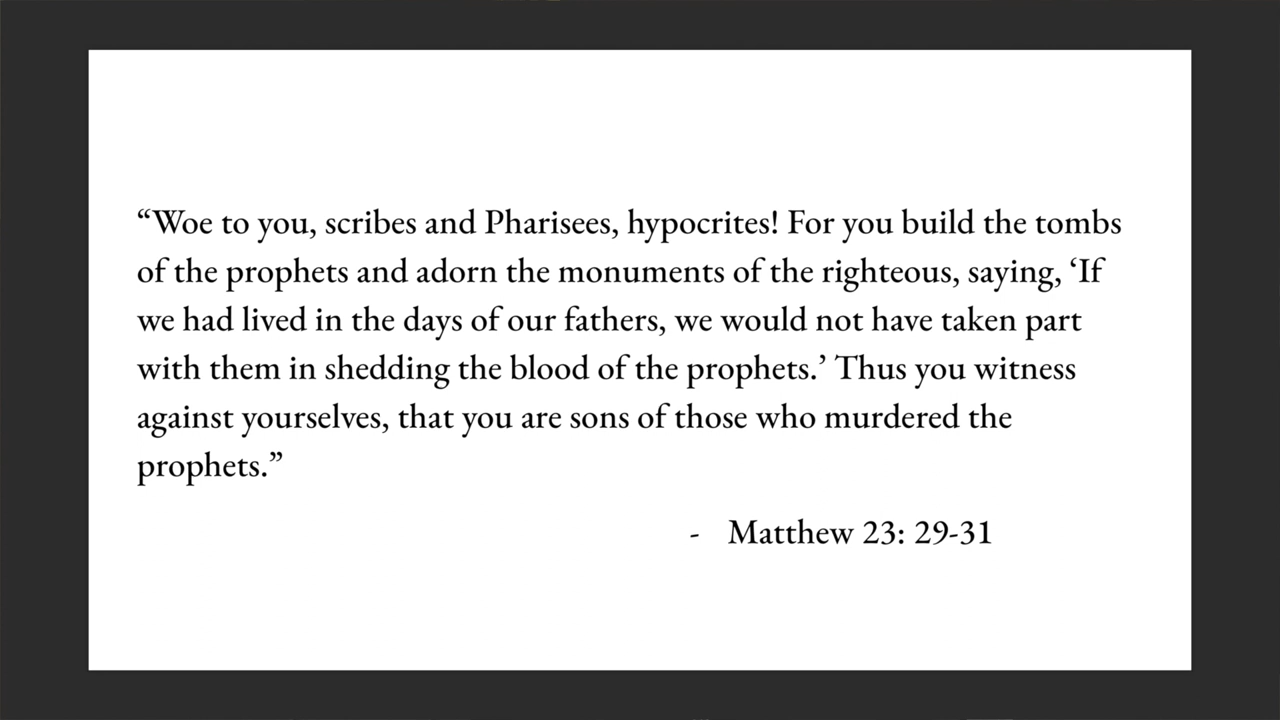 “Woe to you, scribes and Pharisees, hypocrites! For you build the tombs
of the prophets and adorn the monuments of the righteous, saying, ‘If
we had lived in the days of our fathers, we would not have taken part
with them in shedding the blood of the prophets.’ Thus you witness
against yourselves, that you are sons of those who murdered the
prophets.”
- Matthew 23: 29-31